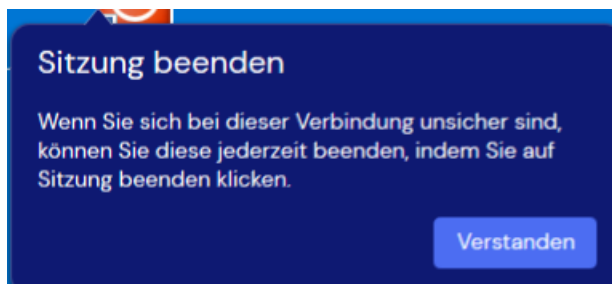 Sitzung beenden
Wenn Sie sich bei dieser Verbindung unsicher sind,
können Sie diese jederzeit beenden, indem Sie auf
Sitzung beenden klicken.
Verstanden